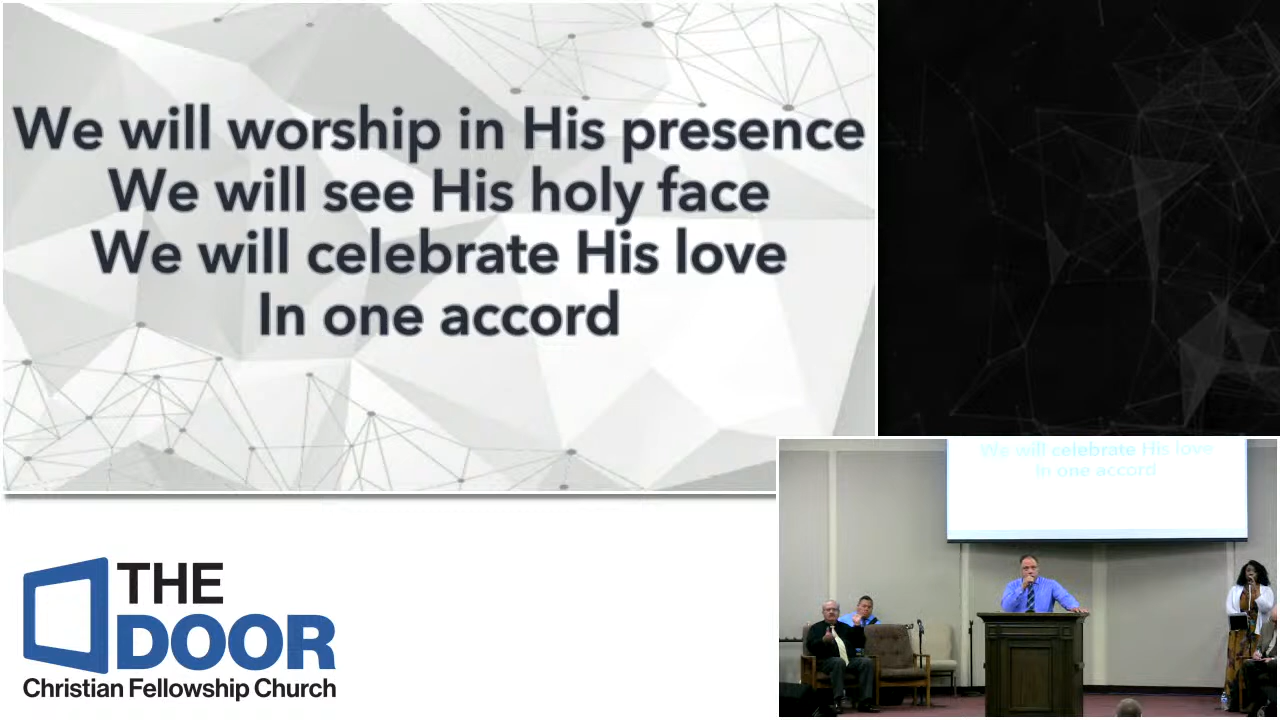 We will worship in His presence
We will see His holy face
We will celebrate His love
In one accord
We will celebrate His love
In one accord
THE
DOOR
Christian Fellowship Church